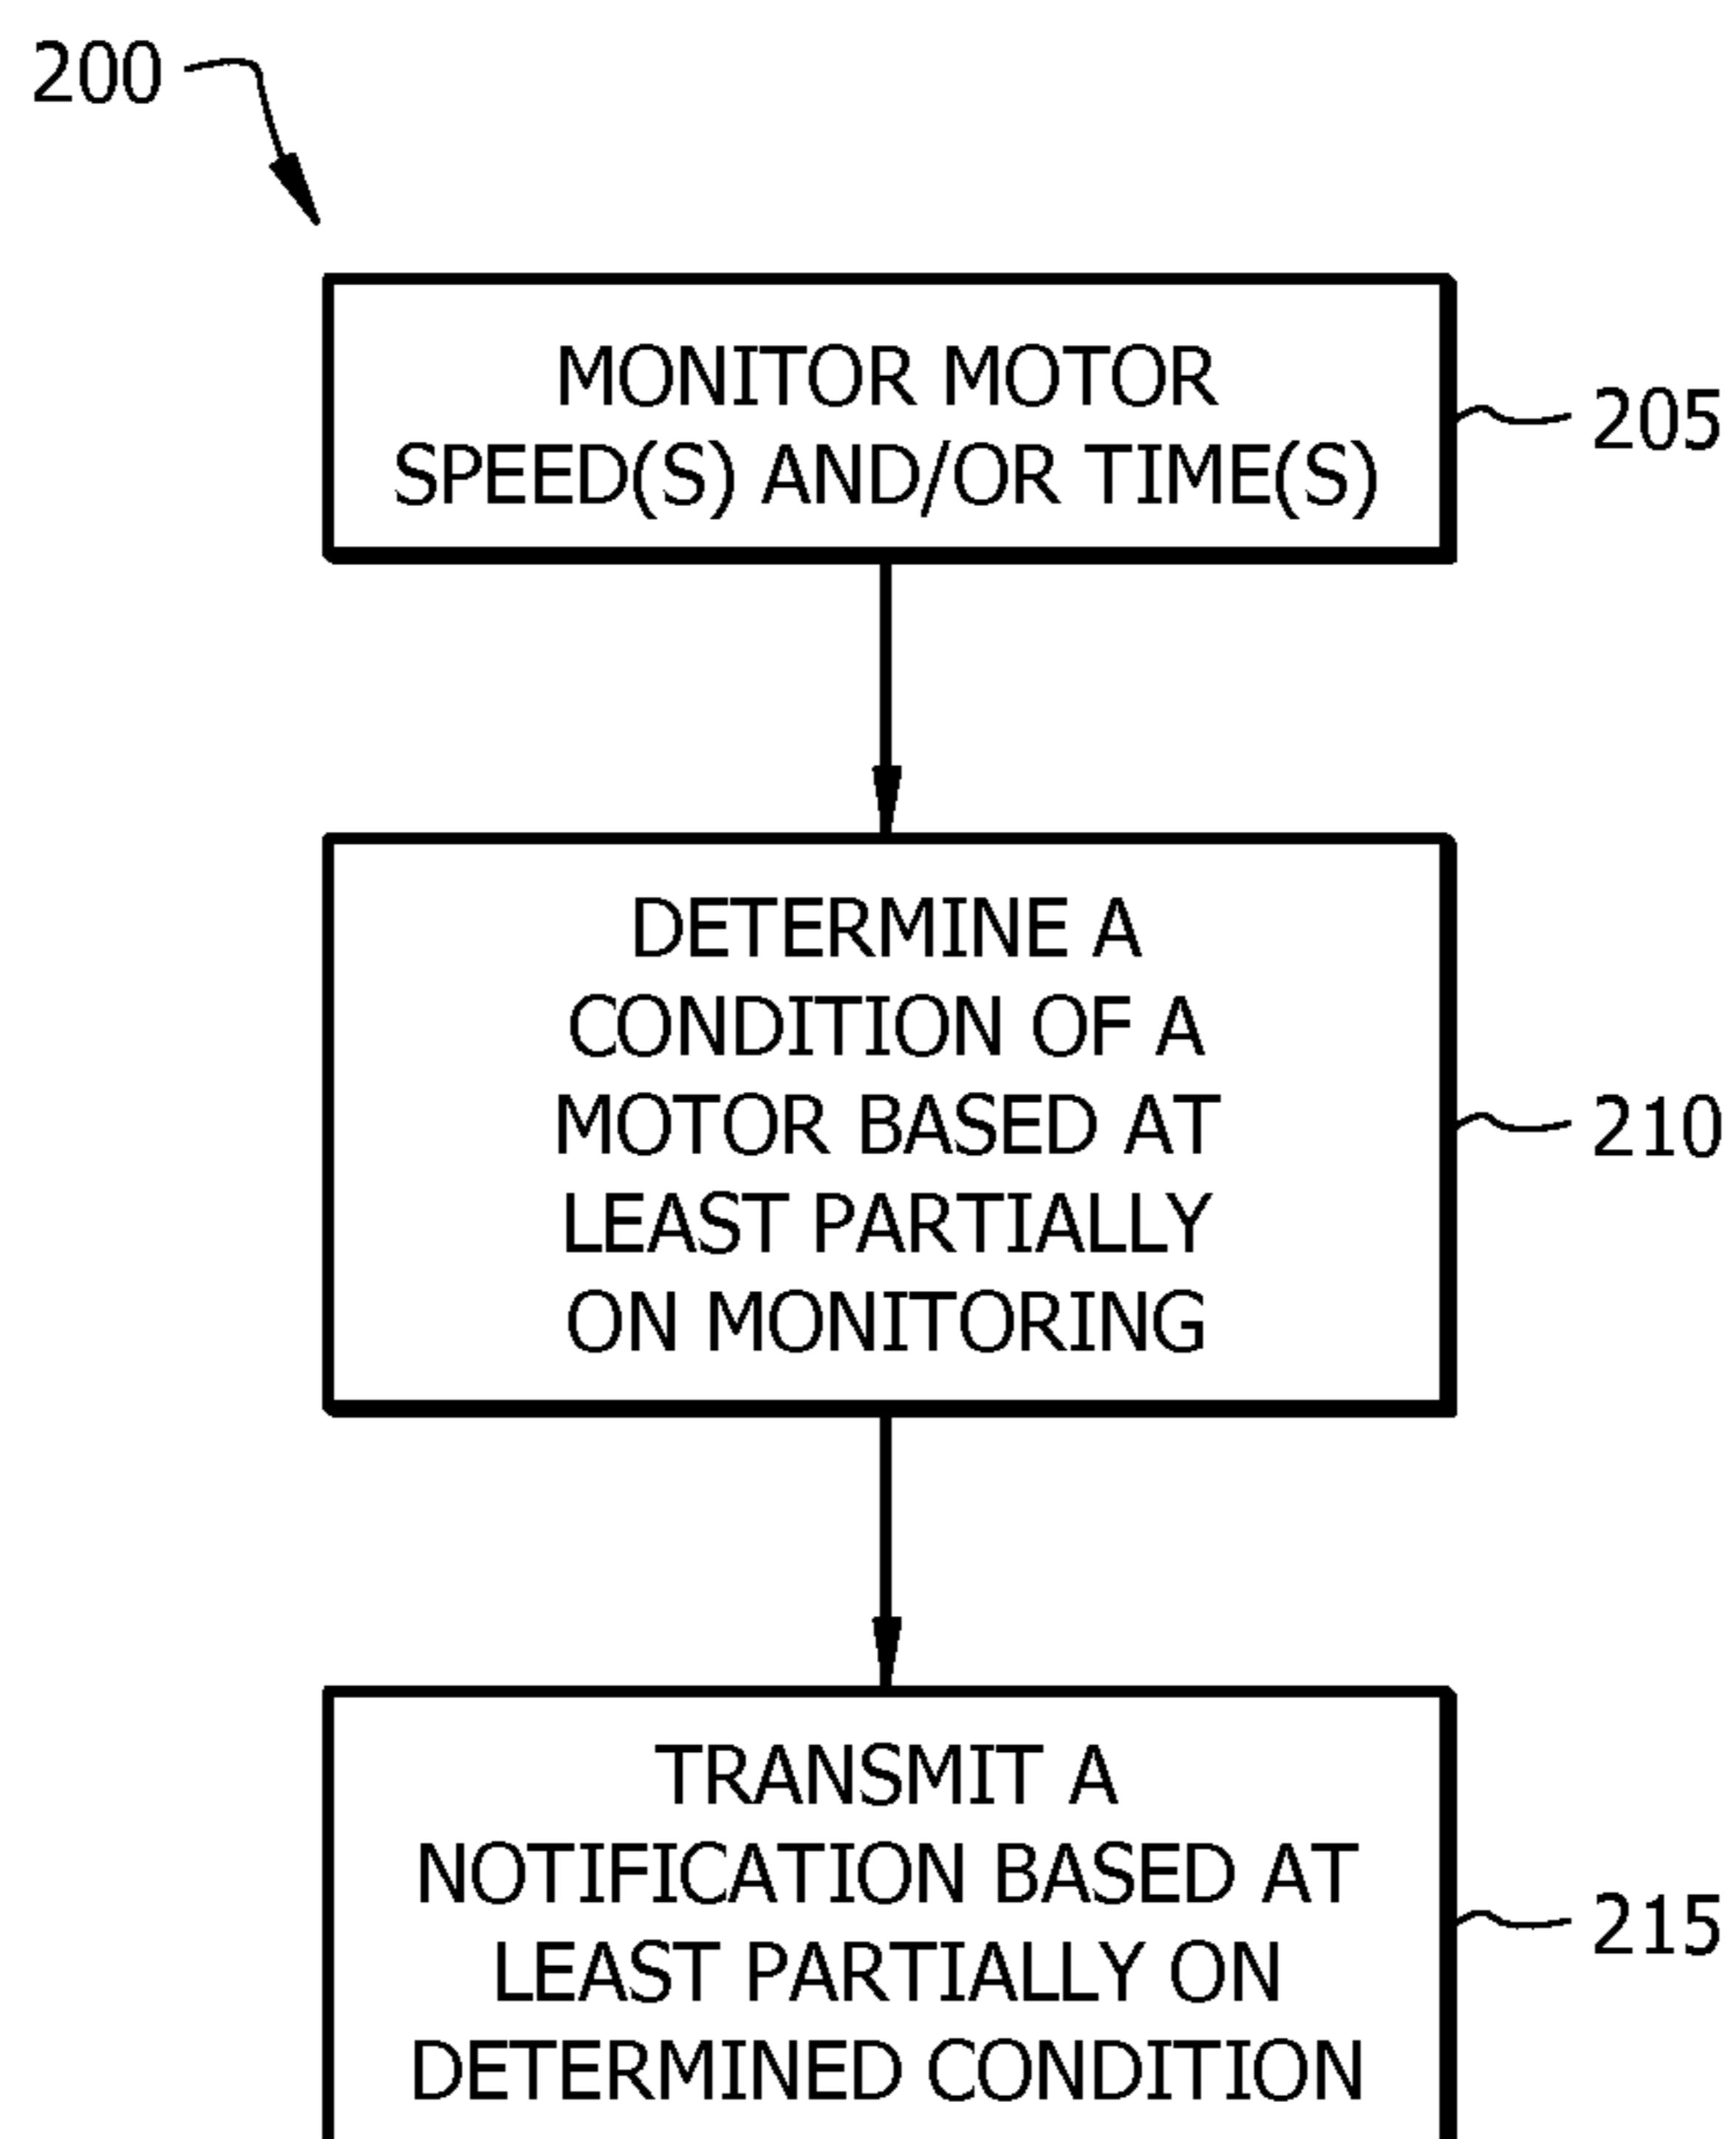 200
MONITOR MOTOR
SPEED(S) AND/OR TIME(S)
205
DETERMINE A
CONDITION OF A
MOTOR BASED AT
LEAST PARTIALLY
ON MONITORING
210
TRANSMIT A
NOTIFICATION BASED AT
LEAST PARTIALLY ON
DETERMINED CONDITION
215